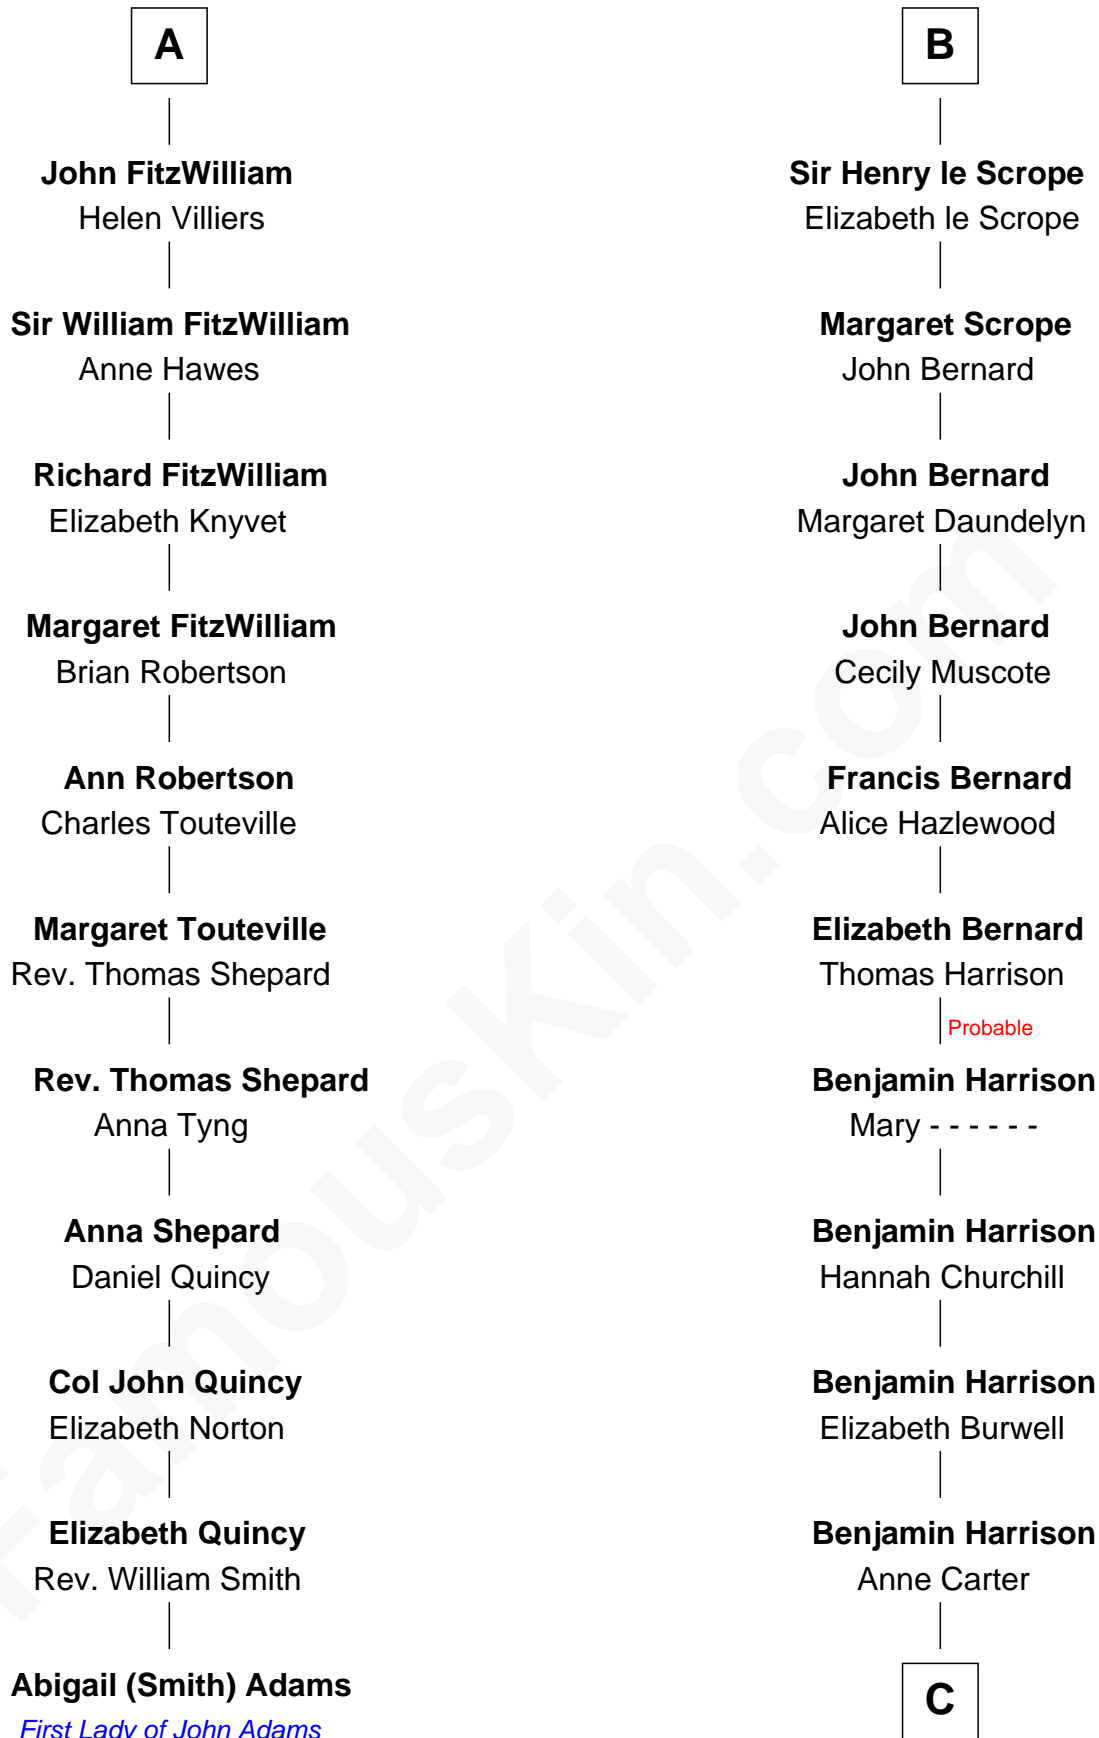 A
John FitzWilliam
Helen Villiers
Sir William FitzWilliam
Anne Hawes
Richard FitzWilliam
Elizabeth Knyvet
Margaret FitzWilliam
Brian Robertson
Ann Robertson
Charles Touteville
Margaret Touteville
Rev. Thomas Shepard
Rev. Thomas Shepard
Anna Tyng
Anna Shepard
Daniel Quincy
Col John Quincy
Elizabeth Norton
Elizabeth Quincy
Rev. William Smith
Abigail (Smith) Adams
First Lady of John Adams
B
Sir Henry le Scrope
Elizabeth le Scrope
Margaret Scrope
John Bernard
John Bernard
Margaret Daundelyn
John Bernard
Cecily Muscote
Francis Bernard
Alice Hazlewood
Elizabeth Bernard
Thomas Harrison
Probable
Benjamin Harrison
Mary - - - - - -
Benjamin Harrison
Hannah Churchill
Benjamin Harrison
Elizabeth Burwell
Benjamin Harrison
Anne Carter
C
FamousKin.com